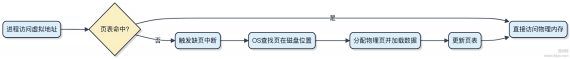 进程访问虚拟地址
页表命中?
是
否
触发缺页中断
OS查找页在磁盘位置
分配物理页并加载数据
更新页表
直接访问物理内存